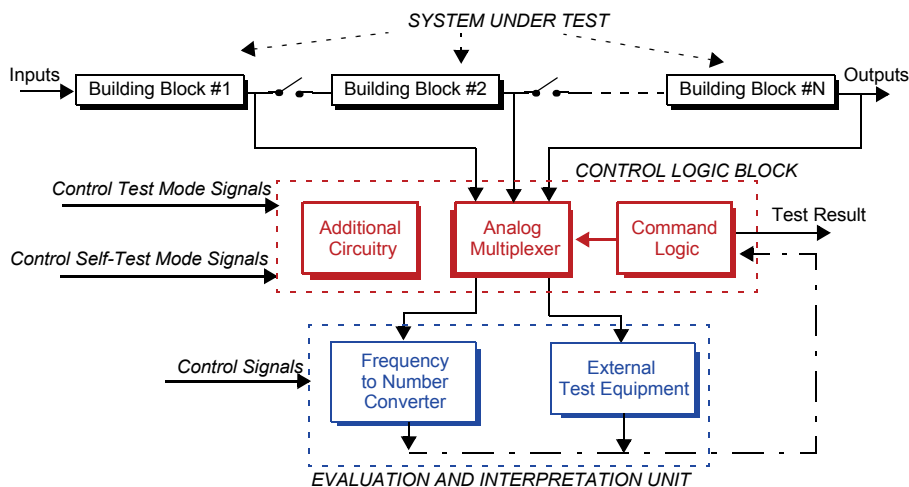 SYSTEM UNDER TEST
Inputs
Building Block #1
Building Block #2
Building Block #N
Outputs
CONTROL LOGIC BLOCK
Control Test Mode Signals
Additional
Circuitry
Analog
Multiplexer
Command
Logic
Test Result
Control Self-Test Mode Signals
Control Signals
Frequency
to Number
Converter
External
Test Equipment
EVALUATION AND INTERPRETATION UNIT